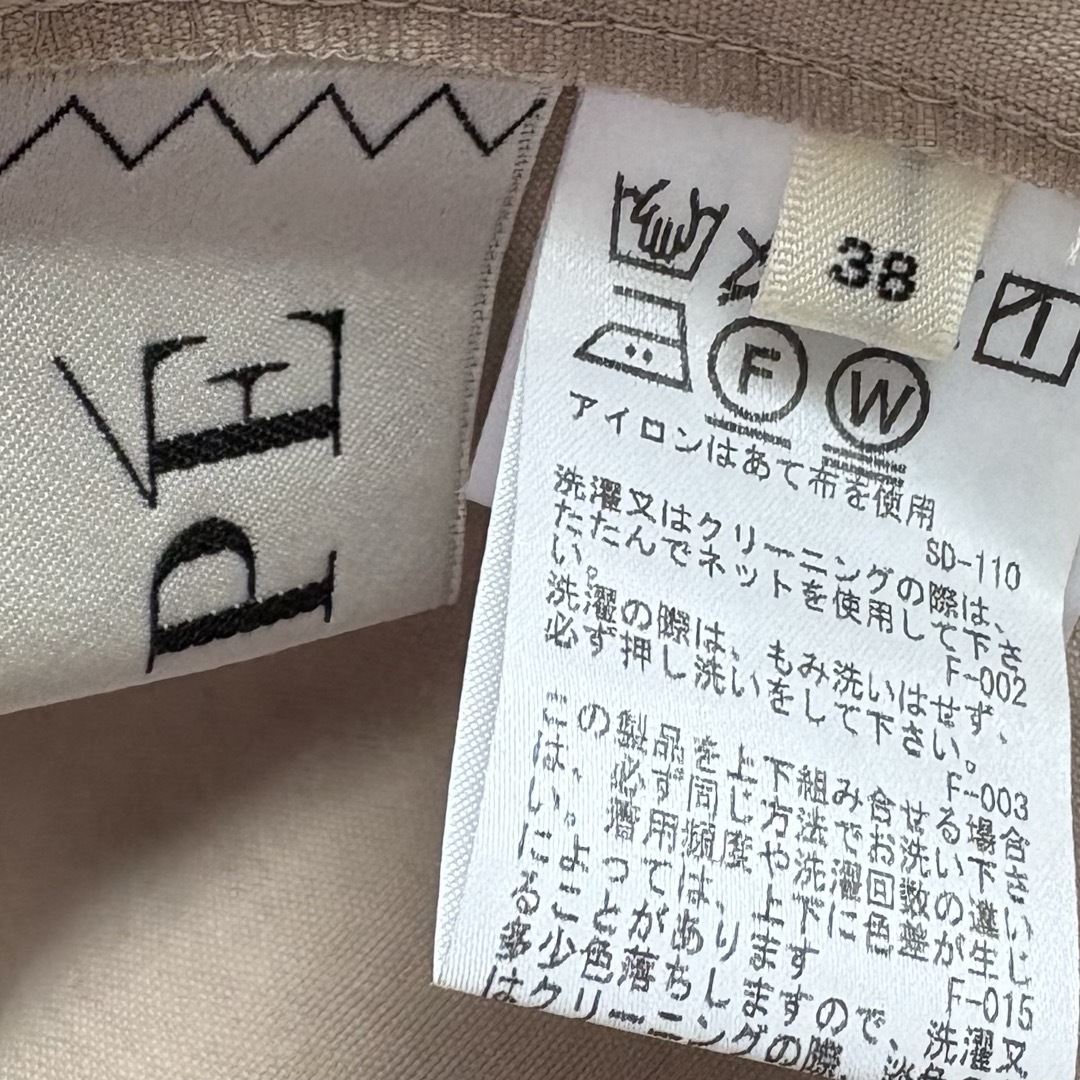 PE
38
F W
アイロンはあて布を使用
SD-110
洗濯又はクリーニングの際は、
たたんでネットを使用して下さ
い。
F-002
洗濯の際は、もみ洗いはせず、
必ず押し洗いをして下さい。
F-003
この製品を上下組み合せる場合
は、必ず同じ方法でお洗い下さ
い。着用頻度や洗濯回数の違い
によっては、上下に色差が生じ
ることがあります
F-015
多少色落ちしますので、洗濯又
はクリーニングの際、